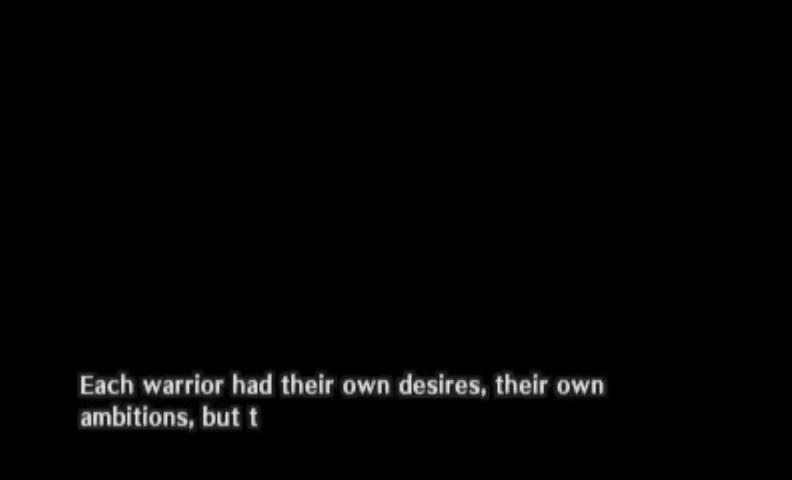 Each warrior had their own desires, their own
ambitions, but t